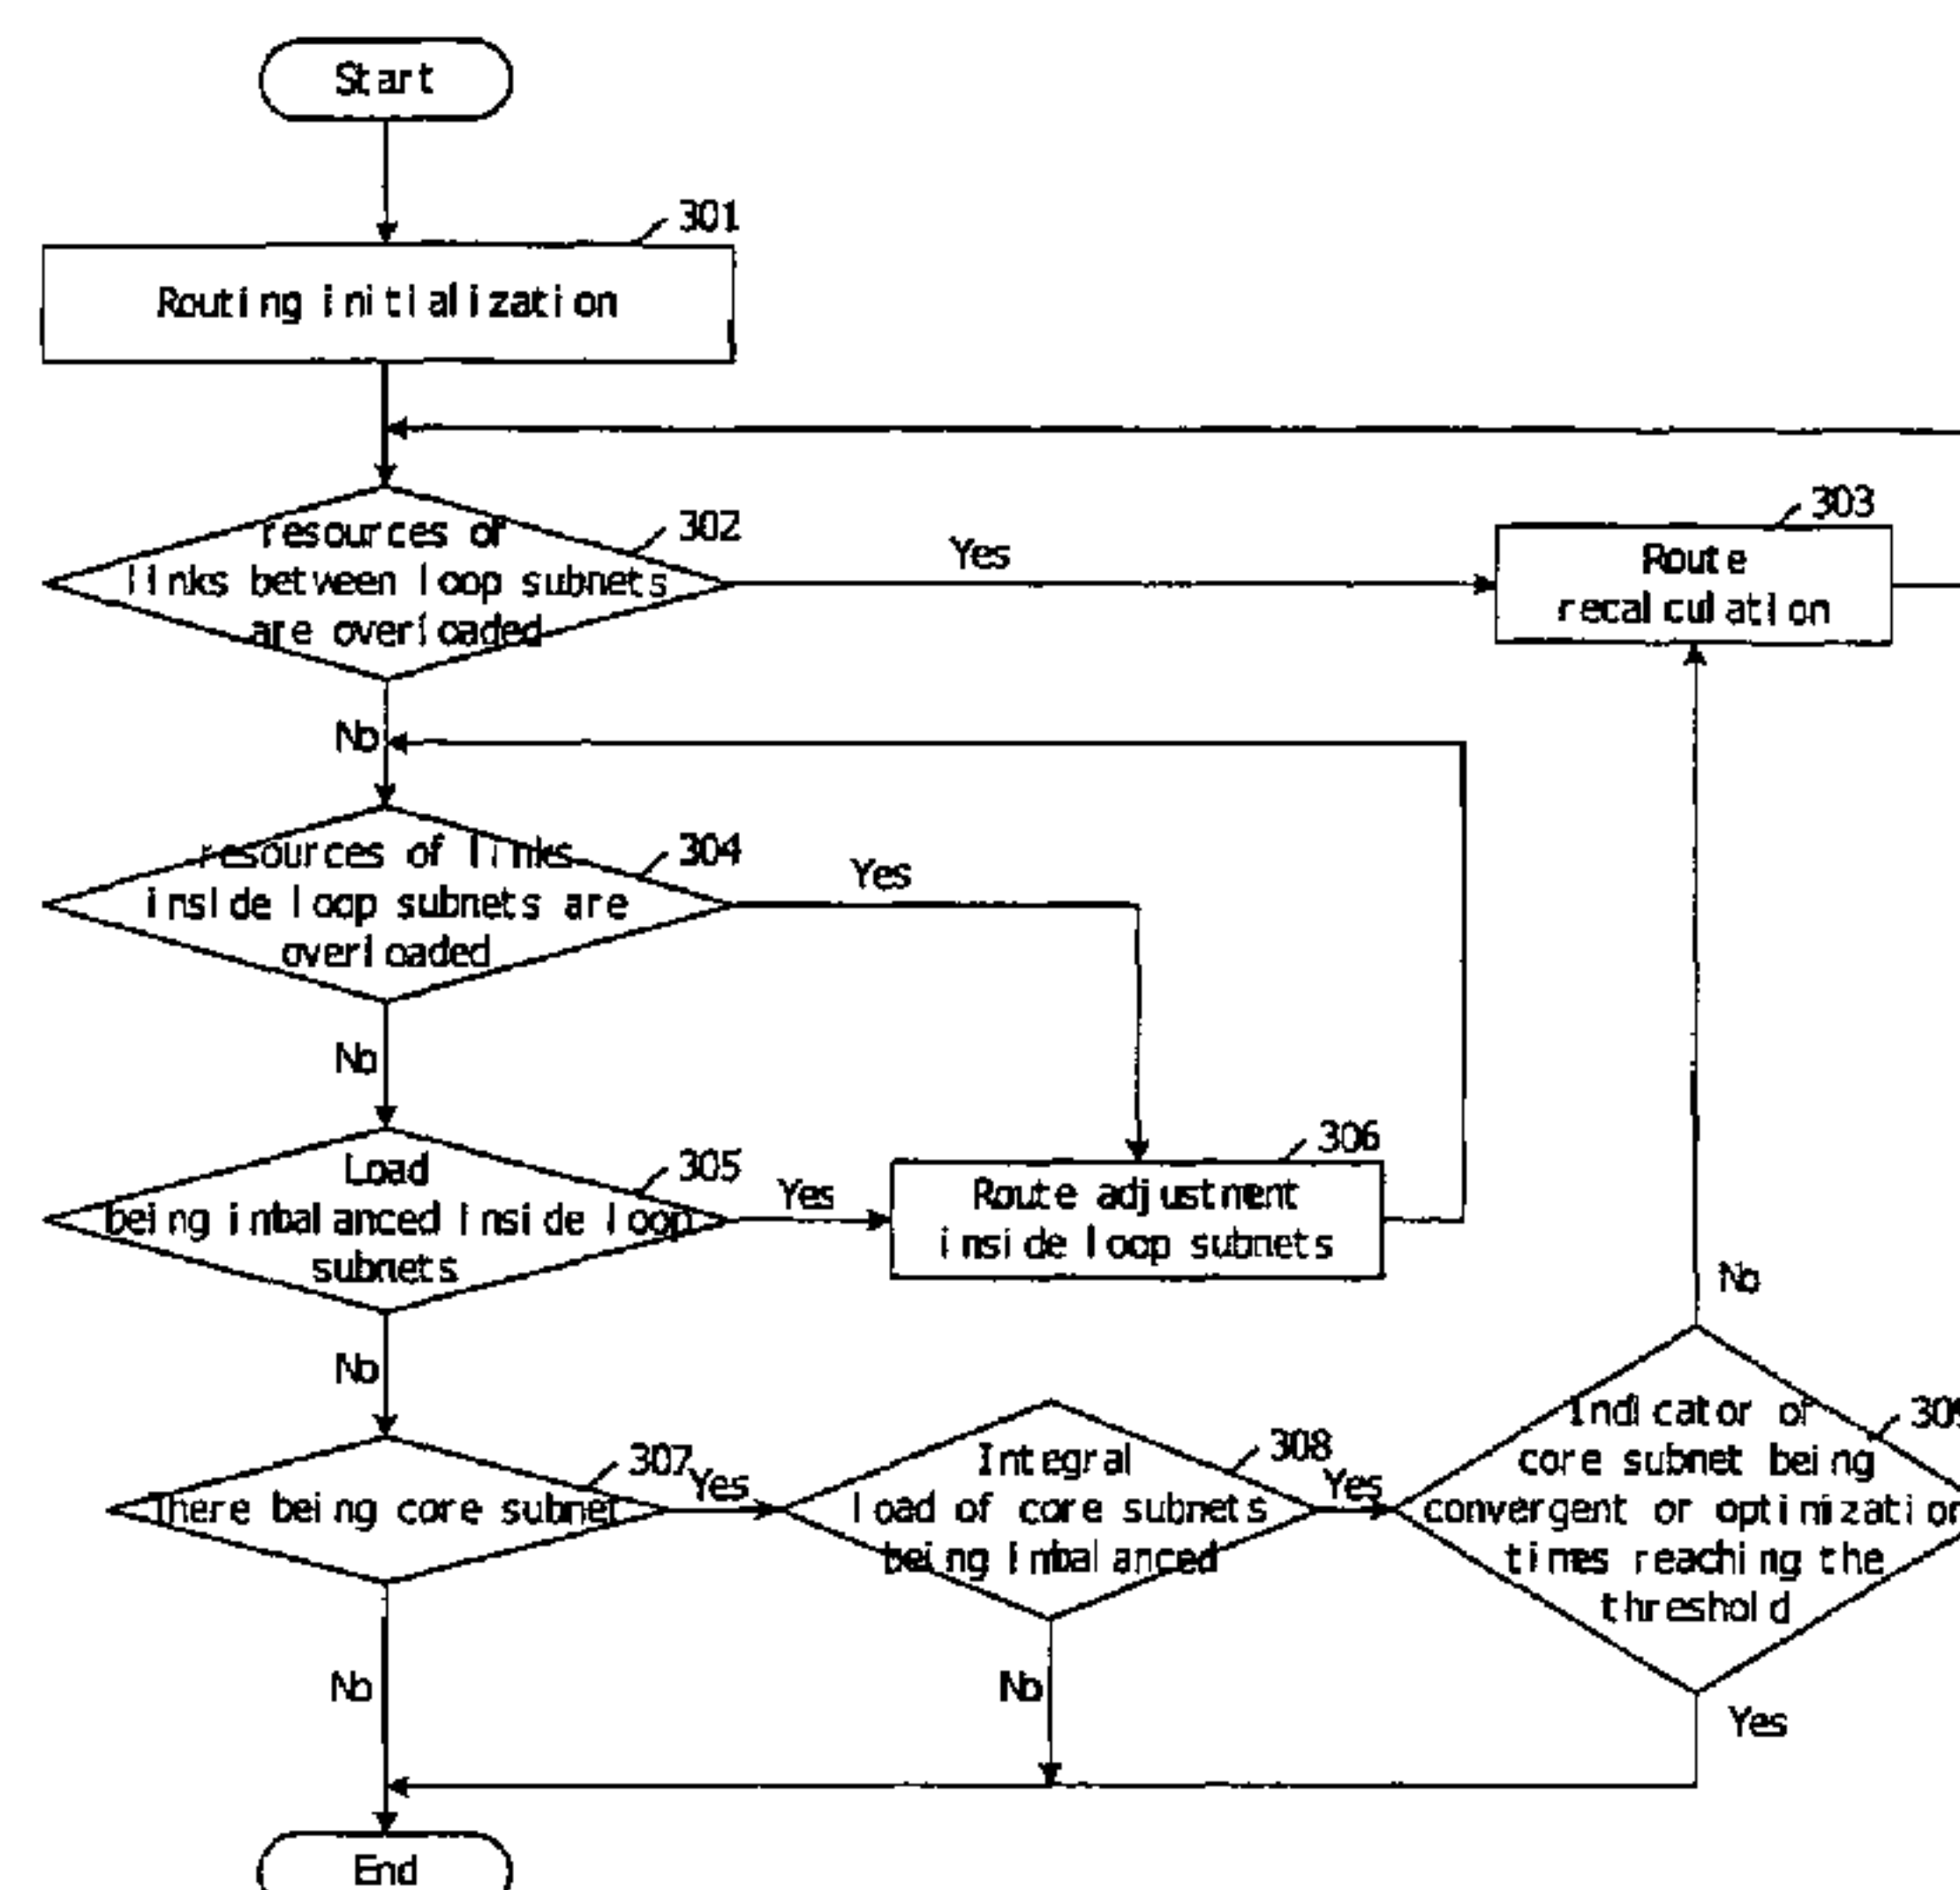 Start
301
Routing initialization
302
resources of
links between loop subnets
are overloaded
Yes
303
Route
recalculation
No
304
resources of links
inside loop subnets are
overloaded
Yes
No
305
Load
being imbalanced inside loop
subnets
Yes
306
Route adjustment
inside loop subnets
No
No
307
There being core subnet
Yes
308
Integral
load of core subnets
being imbalanced
Yes
309
Indicator of
core subnet being
convergent or optimization
times reaching the
threshold
No
No
Yes
End